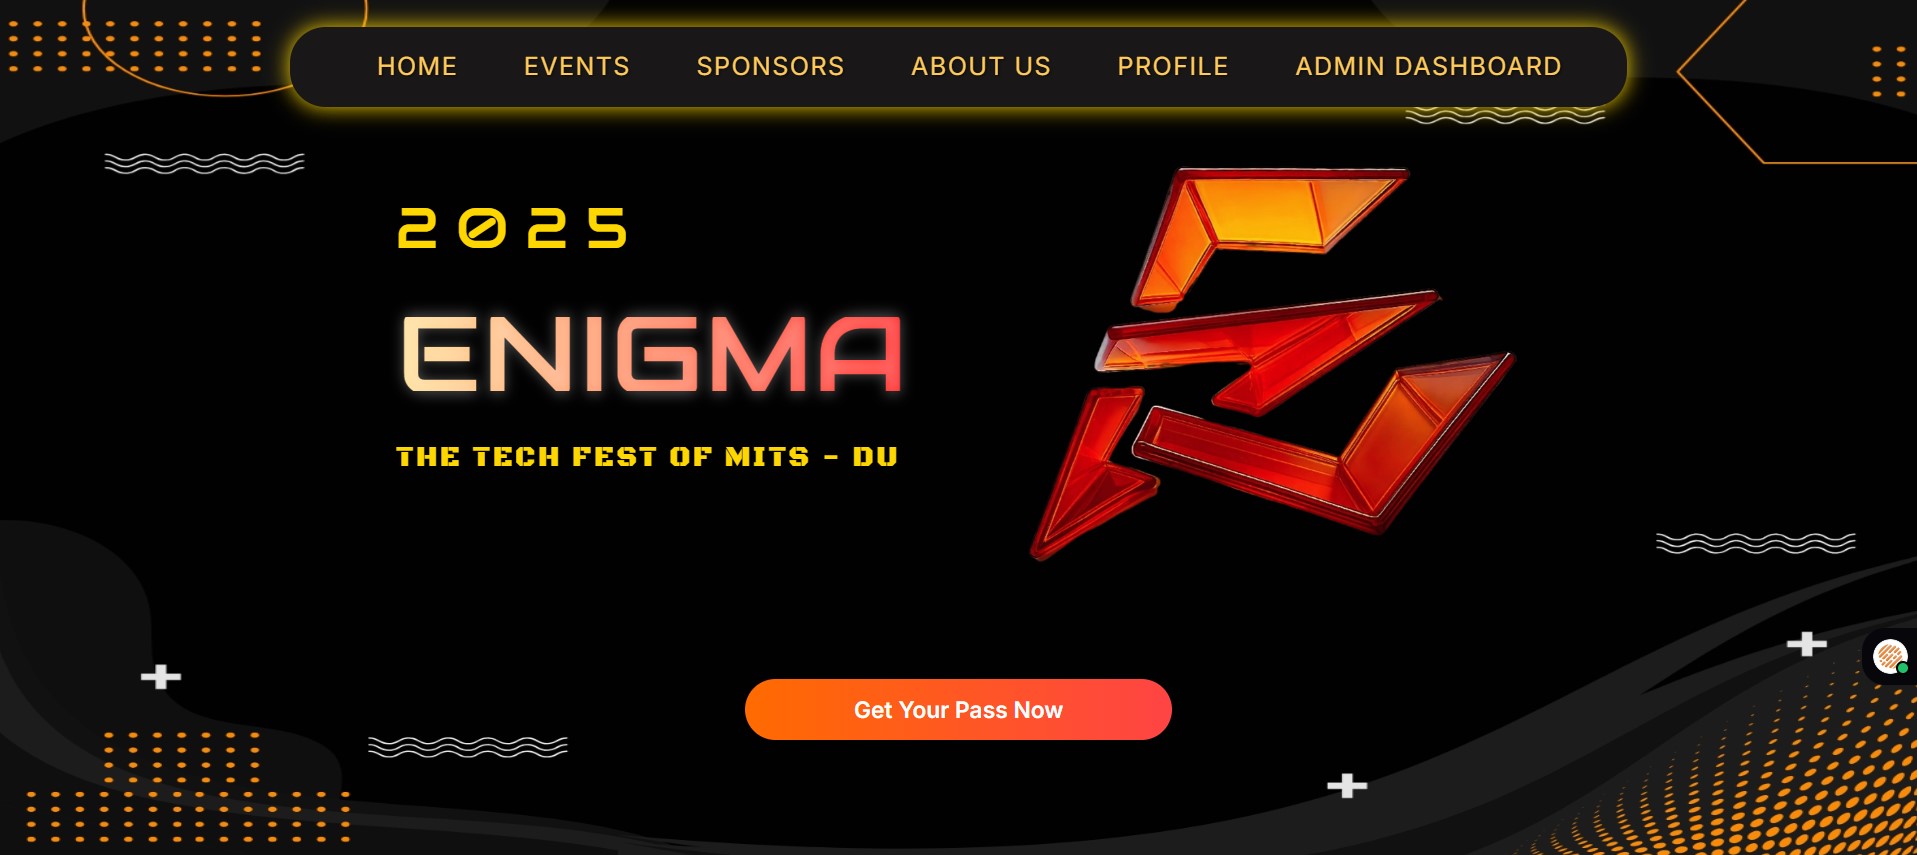 HOME EVENTS SPONSORS ABOUT US PROFILE ADMIN DASHBOARD
2025
ENIGMA
THE TECH FEST OF MITS - DU
Get Your Pass Now